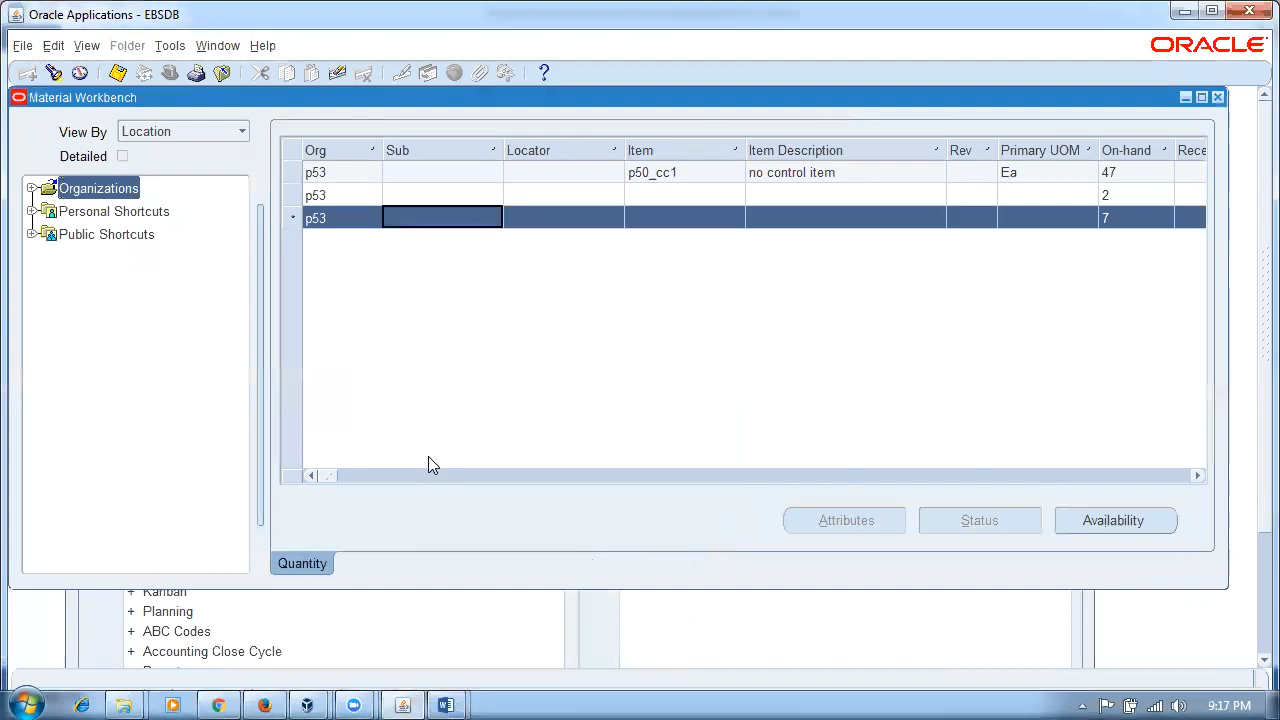 Oracle Applications - EBSDB
File Edit View Folder Tools Window Help
ORACLE
Material Workbench
View By Location
Detailed
Organizations
Personal Shortcuts
Public Shortcuts
Org Sub Locator Item Item Description Rev Primary UOM On-hand Rece
p53 p50_cc1 no control item Ea 47
p53 2
* p53 7
Attributes Status Availability
Quantity
+ Kanban
+ Planning
+ ABC Codes
+ Accounting Close Cycle
9:17 PM